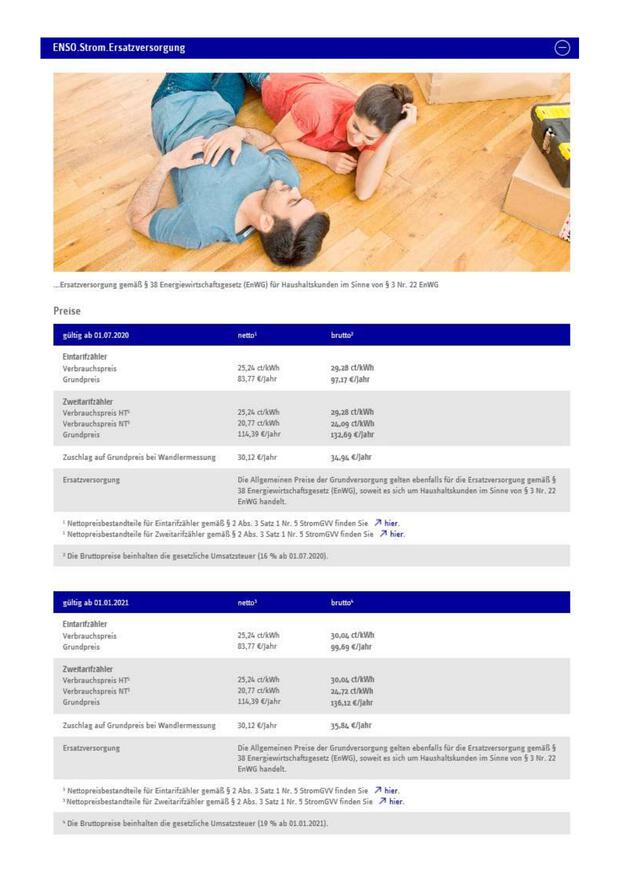 ENSO.Strom.Ersatzversorgung
...Ersatzversorgung gemäß § 38 Energiewirtschaftsgesetz (EnWG) für Haushaltskunden im Sinne von § 3 Nr. 22 EnWG
Preise
gültig ab 01.07.2020 netto¹ brutto²
Eintarifzähler
Verbrauchspreis 25,24 ct/kWh 29,28 ct/kWh
Grundpreis 83,77 €/Jahr 97,17 €/Jahr
Zweitarifzähler
Verbrauchspreis HT⁵ 25,24 ct/kWh 29,28 ct/kWh
Verbrauchspreis NT⁵ 20,77 ct/kWh 24,09 ct/kWh
Grundpreis 114,39 €/Jahr 132,69 €/Jahr
Zuschlag auf Grundpreis bei Wandlermessung 30,12 €/Jahr 34,94 €/Jahr
Ersatzversorgung Die Allgemeinen Preise der Grundversorgung gelten ebenfalls für die Ersatzversorgung gemäß §
38 Energiewirtschaftsgesetz (EnWG), soweit es sich um Haushaltskunden im Sinne von § 3 Nr. 22
EnWG handelt.
¹ Nettopreisbestandteile für Eintarifzähler gemäß § 2 Abs. 3 Satz 1 Nr. 5 StromGVV finden Sie hier.
¹ Nettopreisbestandteile für Zweitarifzähler gemäß § 2 Abs. 3 Satz 1 Nr. 5 StromGVV finden Sie hier.
² Die Bruttopreise beinhalten die gesetzliche Umsatzsteuer (16 % ab 01.07.2020).
gültig ab 01.01.2021 netto³ brutto⁴
Eintarifzähler
Verbrauchspreis 25,24 ct/kWh 30,04 ct/kWh
Grundpreis 83,77 €/Jahr 99,69 €/Jahr
Zweitarifzähler
Verbrauchspreis HT⁵ 25,24 ct/kWh 30,04 ct/kWh
Verbrauchspreis NT⁵ 20,77 ct/kWh 24,72 ct/kWh
Grundpreis 114,39 €/Jahr 136,12 €/Jahr
Zuschlag auf Grundpreis bei Wandlermessung 30,12 €/Jahr 35,84 €/Jahr
Ersatzversorgung Die Allgemeinen Preise der Grundversorgung gelten ebenfalls für die Ersatzversorgung gemäß §
38 Energiewirtschaftsgesetz (EnWG), soweit es sich um Haushaltskunden im Sinne von § 3 Nr. 22
EnWG handelt.
³ Nettopreisbestandteile für Eintarifzähler gemäß § 2 Abs. 3 Satz 1 Nr. 5 StromGVV finden Sie hier.
³ Nettopreisbestandteile für Zweitarifzähler gemäß § 2 Abs. 3 Satz 1 Nr. 5 StromGVV finden Sie hier.
⁴ Die Bruttopreise beinhalten die gesetzliche Umsatzsteuer (19 % ab 01.01.2021).